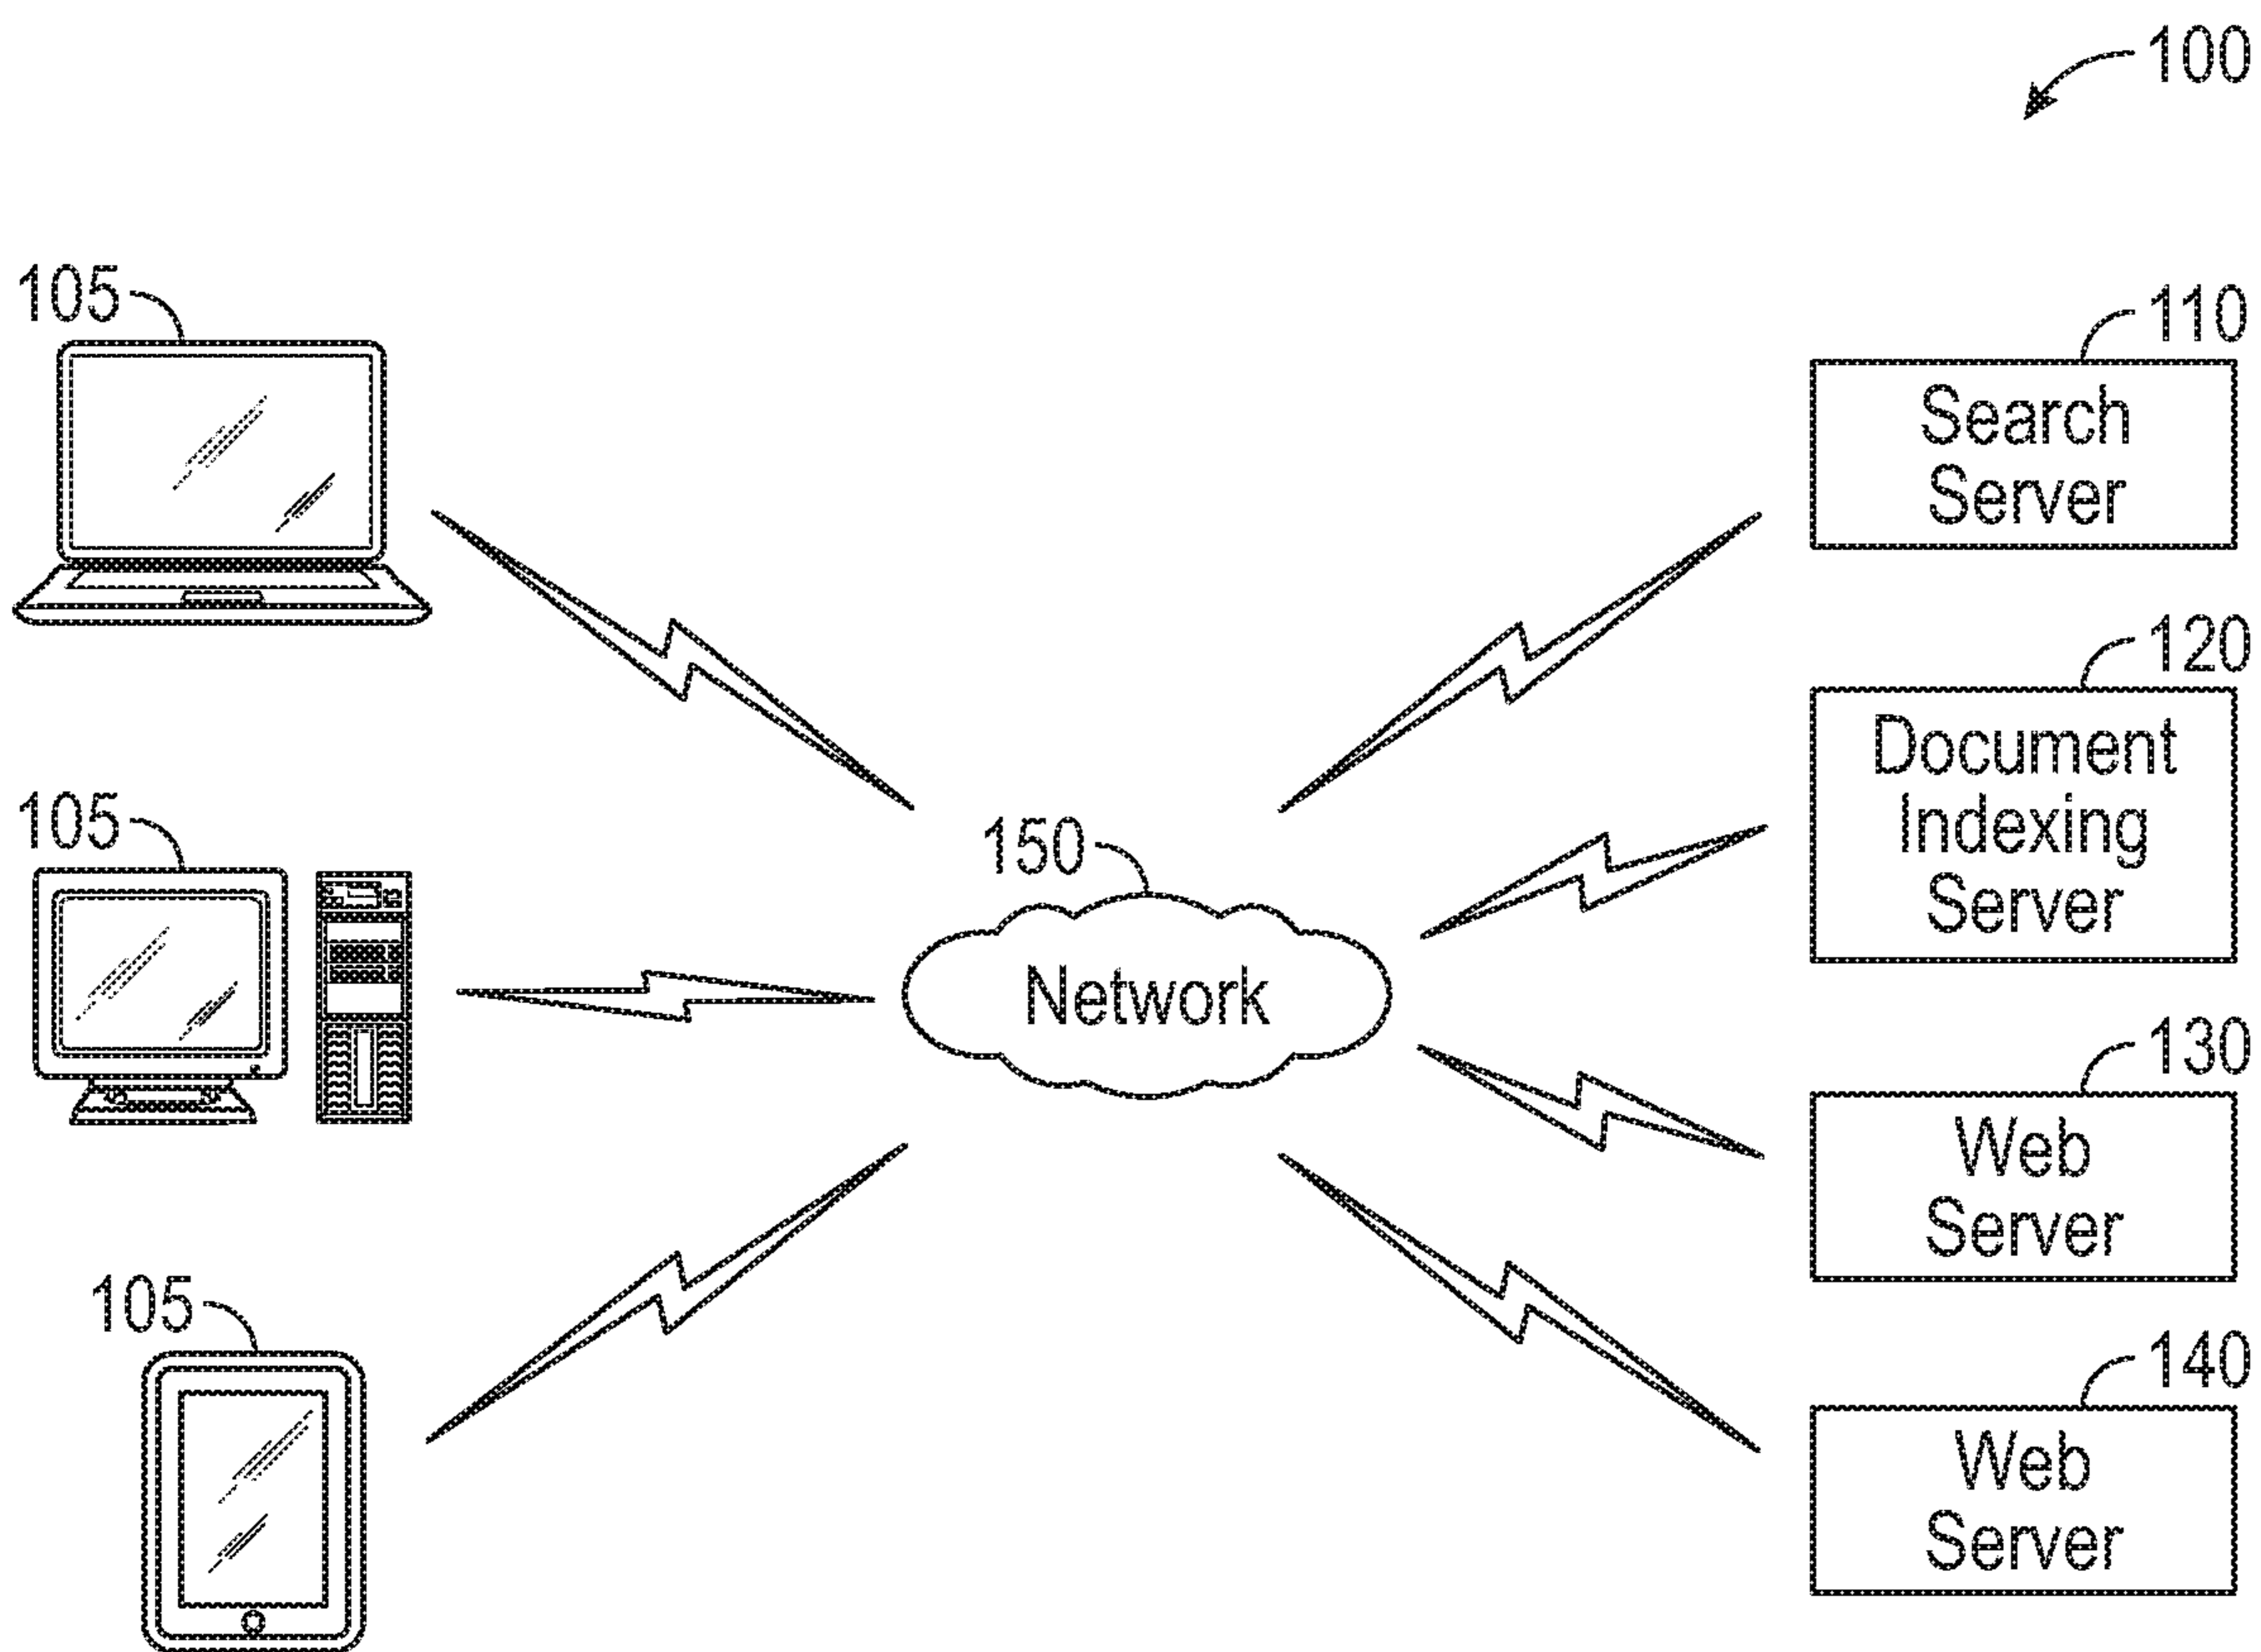 100
105
110
Search
Server
120
Document
Indexing
Server
105
150
Network
130
Web
Server
105
140
Web
Server